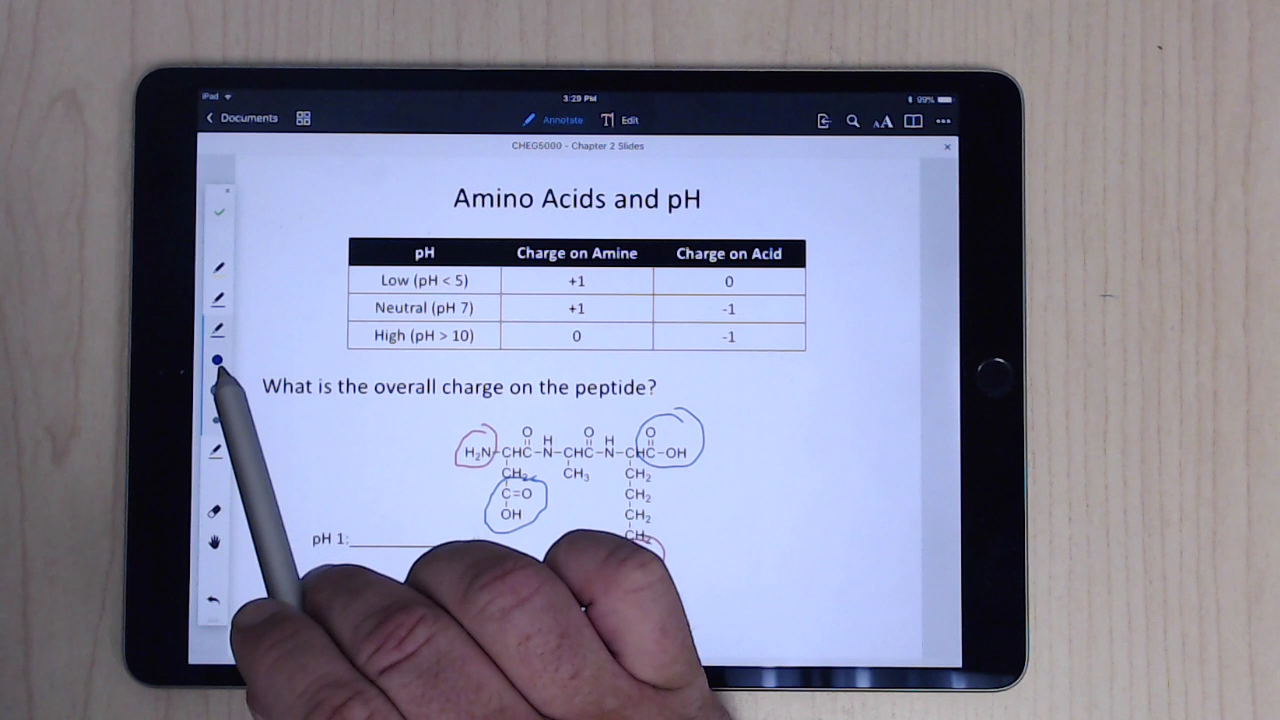 iPad 3:29 PM 99%
Documents Annotate T Edit AA
CHEG5000 - Chapter 2 Slides
Amino Acids and pH
pH Charge on Amine Charge on Acid
Low (pH < 5) +1 0
Neutral (pH 7) +1 -1
High (pH > 10) 0 -1
What is the overall charge on the peptide?
O H O H O
H₂N-CHC-N-CHC-N-CHC-OH
CH₂ CH₃ CH₂
C=O CH₂
OH CH₂
CH₂
pH 1: